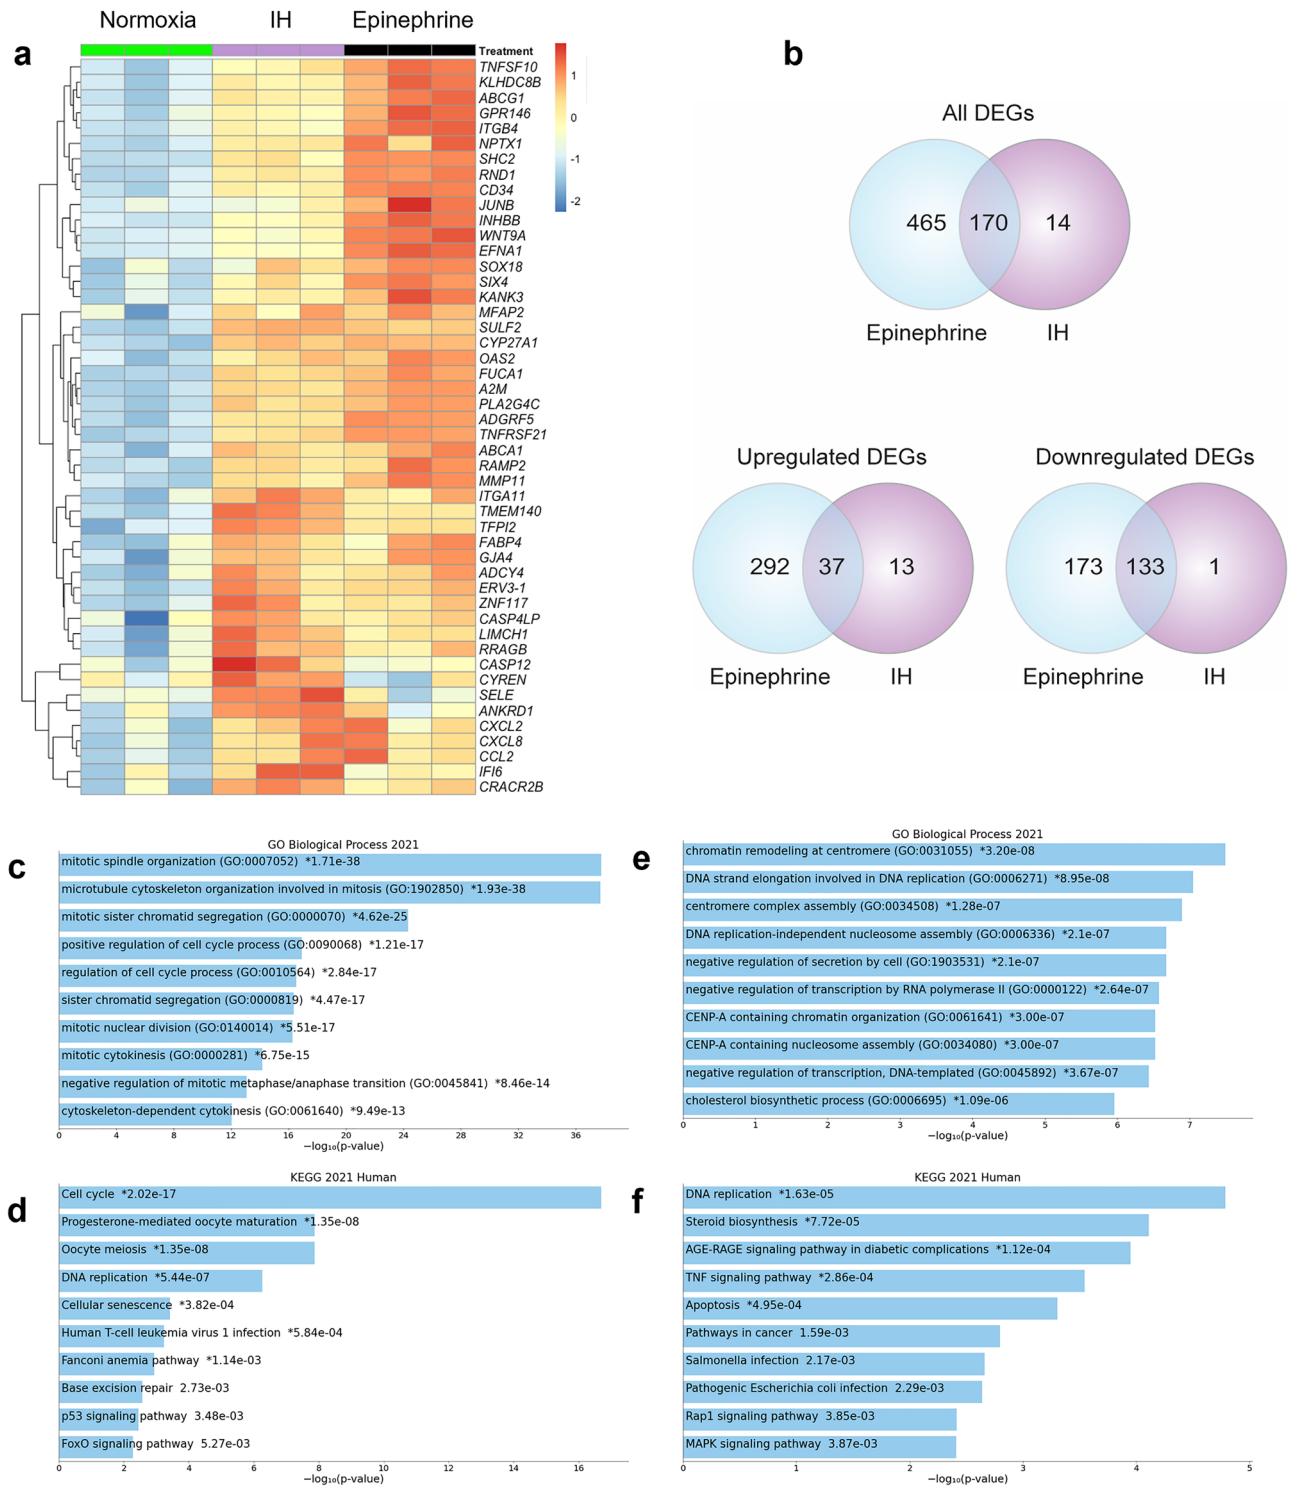 Normoxia IH Epinephrine
a
Treatment
TNFSF10
KLHDC8B
ABCG1
GPR146
ITGB4
NPTX1
SHC2
RND1
CD34
JUNB
INHBB
WNT9A
EFNA1
SOX18
SIX4
KANK3
MFAP2
SULF2
CYP27A1
OAS2
FUCA1
A2M
PLA2G4C
ADGRF5
TNFRSF21
ABCA1
RAMP2
MMP11
ITGA11
TMEM140
TFPI2
FABP4
GJA4
ADCY4
ERV3-1
ZNF117
CASP4LP
LIMCH1
RRAGB
CASP12
CYREN
SELE
ANKRD1
CXCL2
CXCL8
CCL2
IFI6
CRACR2B
1
0
-1
-2
b
All DEGs
465 170 14
Epinephrine IH
Upregulated DEGs
292 37 13
Epinephrine IH
Downregulated DEGs
173 133 1
Epinephrine IH
c
GO Biological Process 2021
mitotic spindle organization (GO:0007052) *1.71e-38
microtubule cytoskeleton organization involved in mitosis (GO:1902850) *1.93e-38
mitotic sister chromatid segregation (GO:0000070) *4.62e-25
positive regulation of cell cycle process (GO:0090068) *1.21e-17
regulation of cell cycle process (GO:0010564) *2.84e-17
sister chromatid segregation (GO:0000819) *4.47e-17
mitotic nuclear division (GO:0140014) *5.51e-17
mitotic cytokinesis (GO:0000281) *6.75e-15
negative regulation of mitotic metaphase/anaphase transition (GO:0045841) *8.46e-14
cytoskeleton-dependent cytokinesis (GO:0061640) *9.49e-13
0 4 8 12 16 20 24 28 32 36
−log₁₀(p-value)
d
KEGG 2021 Human
Cell cycle *2.02e-17
Progesterone-mediated oocyte maturation *1.35e-08
Oocyte meiosis *1.35e-08
DNA replication *5.44e-07
Cellular senescence *3.82e-04
Human T-cell leukemia virus 1 infection *5.84e-04
Fanconi anemia pathway *1.14e-03
Base excision repair 2.73e-03
p53 signaling pathway 3.48e-03
FoxO signaling pathway 5.27e-03
0 2 4 6 8 10 12 14 16
−log₁₀(p-value)
e
GO Biological Process 2021
chromatin remodeling at centromere (GO:0031055) *3.20e-08
DNA strand elongation involved in DNA replication (GO:0006271) *8.95e-08
centromere complex assembly (GO:0034508) *1.28e-07
DNA replication-independent nucleosome assembly (GO:0006336) *2.1e-07
negative regulation of secretion by cell (GO:1903531) *2.1e-07
negative regulation of transcription by RNA polymerase II (GO:0000122) *2.64e-07
CENP-A containing chromatin organization (GO:0061641) *3.00e-07
CENP-A containing nucleosome assembly (GO:0034080) *3.00e-07
negative regulation of transcription, DNA-templated (GO:0045892) *3.67e-07
cholesterol biosynthetic process (GO:0006695) *1.09e-06
0 1 2 3 4 5 6 7
−log₁₀(p-value)
f
KEGG 2021 Human
DNA replication *1.63e-05
Steroid biosynthesis *7.72e-05
AGE-RAGE signaling pathway in diabetic complications *1.12e-04
TNF signaling pathway *2.86e-04
Apoptosis *4.95e-04
Pathways in cancer 1.59e-03
Salmonella infection 2.17e-03
Pathogenic Escherichia coli infection 2.29e-03
Rap1 signaling pathway 3.85e-03
MAPK signaling pathway 3.87e-03
0 1 2 3 4 5
−log₁₀(p-value)